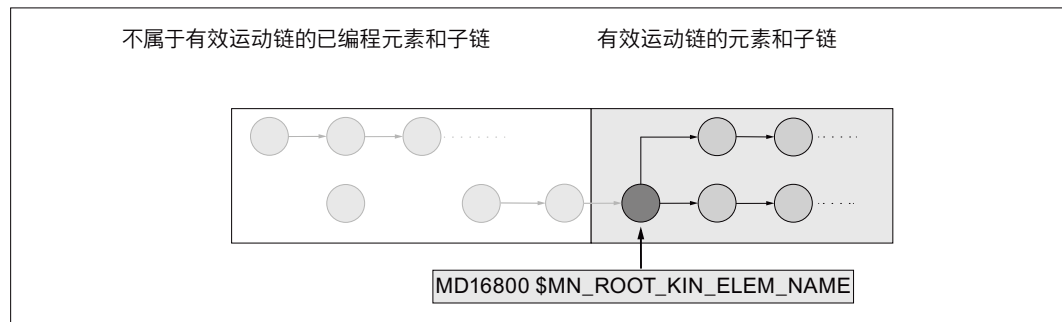 不属于有效运动链的已编程元素和子链
有效运动链的元素和子链
MD16800 $MN_ROOT_KIN_ELEM_NAME